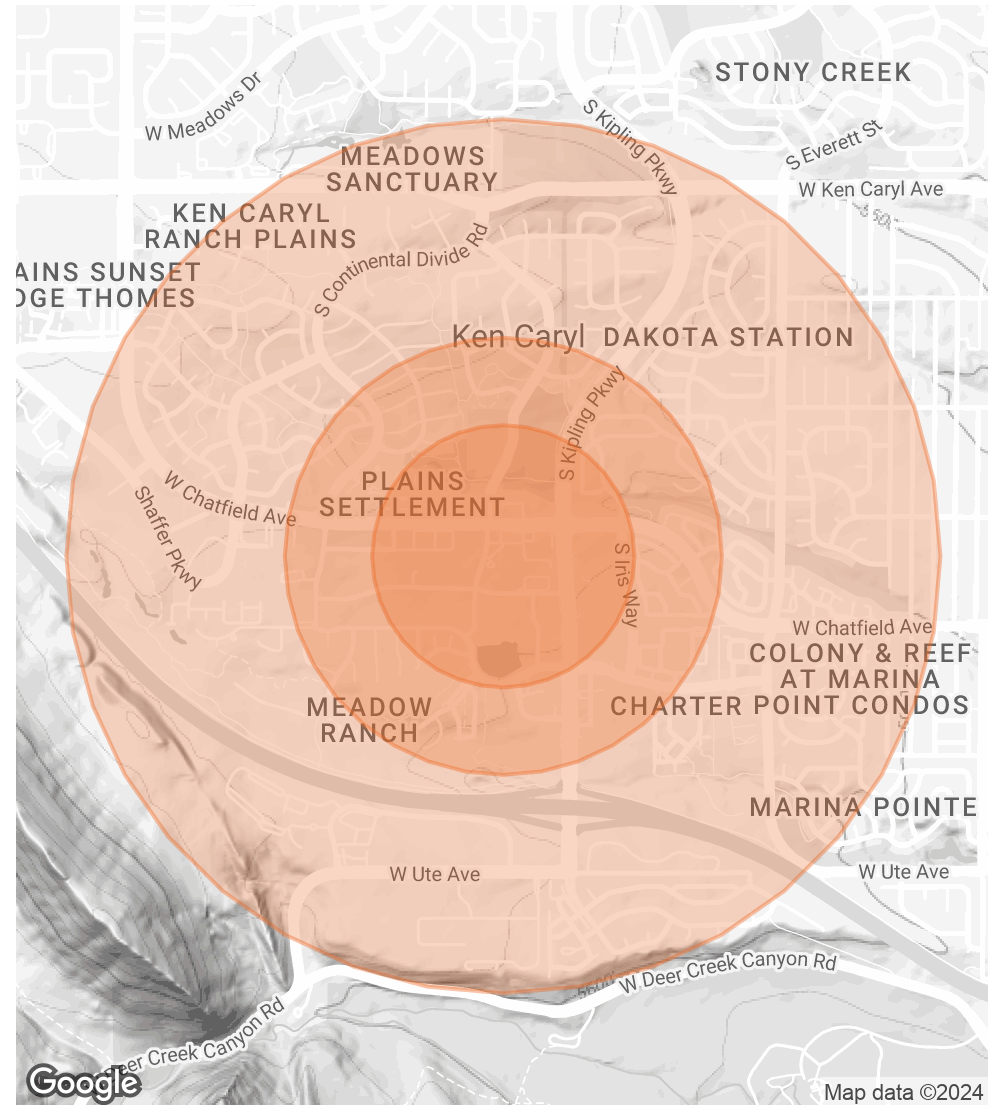 STONY CREEK
W Meadows Dr
S Kipling Pkwy
S Everett St
MEADOWS
SANCTUARY
W Ken Caryl Ave
KEN CARYL
RANCH PLAINS
S Continental Divide Rd
AINS SUNSET
DGE THOMES
Ken Caryl
DAKOTA STATION
S Kipling Pkwy
PLAINS
SETTLEMENT
W Chatfield Ave
Shaffer Pkwy
S Iris Way
W Chatfield Ave
COLONY & REEF
AT MARINA
CHARTER POINT CONDOS
MEADOW
RANCH
MARINA POINTE
W Ute Ave
W Ute Ave
W Deer Creek Canyon Rd
5600
Deer Creek Canyon Rd
Google
Map data ©2024